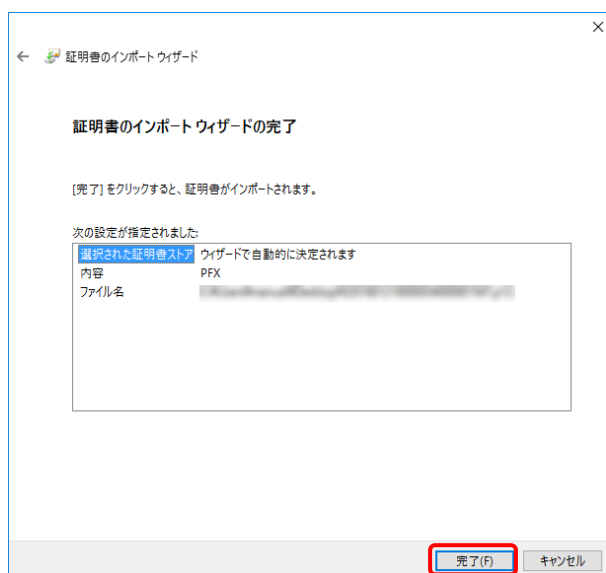 証明書のインポート ウィザード
証明書のインポート ウィザードの完了
[完了] をクリックすると、証明書がインポートされます。
次の設定が指定されました:
選択された証明書ストア ウィザードで自動的に決定されます
内容 PFX
ファイル名
完了(F) キャンセル